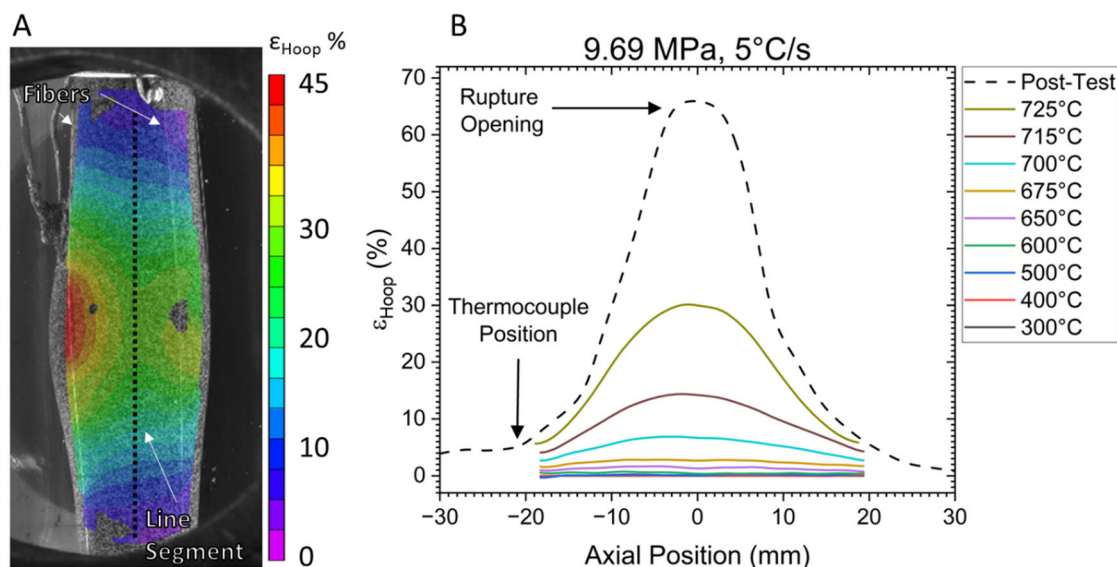 A
ε_Hoop %
Fibers
45
30
20
10
0
Line
Segment
B
9.69 MPa, 5°C/s
Rupture
Opening
Thermocouple
Position
ε_Hoop (%)
70
60
50
40
30
20
10
0
−30 −20 −10 0 10 20 30
Axial Position (mm)
Post-Test
725°C
715°C
700°C
675°C
650°C
600°C
500°C
400°C
300°C